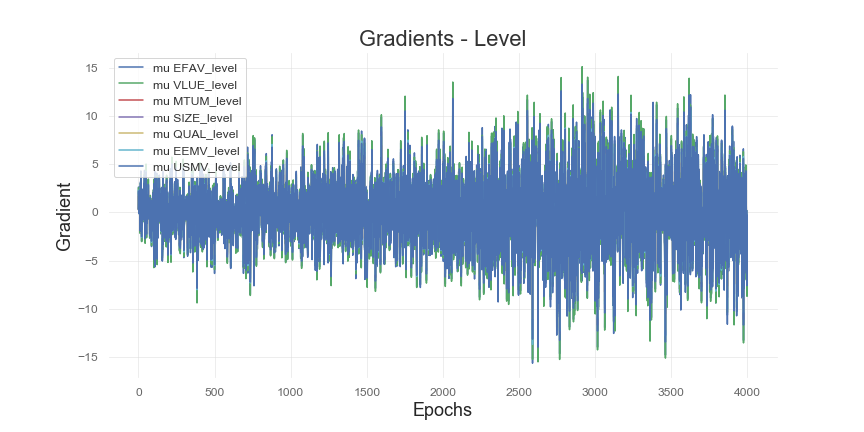 Gradients - Level
mu EFAV_level
mu VLUE_level
mu MTUM_level
mu SIZE_level
mu QUAL_level
mu EEMV_level
mu USMV_level
15
10
5
0
−5
−10
−15
Gradient
0 500 1000 1500 2000 2500 3000 3500 4000
Epochs